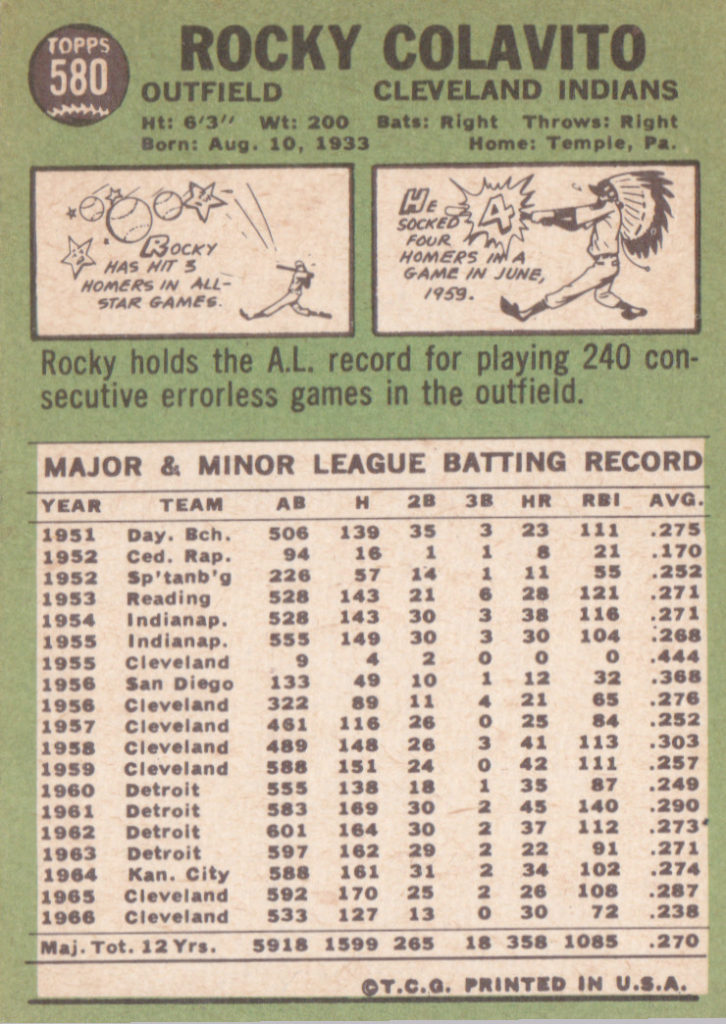 TOPPS
580
ROCKY COLAVITO
OUTFIELD CLEVELAND INDIANS
Ht: 6'3" Wt: 200 Bats: Right Throws: Right
Born: Aug. 10, 1933 Home: Temple, Pa.
ROCKY
HAS HIT 3
HOMERS IN ALL-
STAR GAMES.
HE
SOCKED
FOUR
HOMERS IN A
GAME IN JUNE,
1959.
4
Rocky holds the A.L. record for playing 240 con-
secutive errorless games in the outfield.
MAJOR & MINOR LEAGUE BATTING RECORD
YEAR TEAM AB H 2B 3B HR RBI AVG.
1951 Day. Bch. 506 139 35 3 23 111 .275
1952 Ced. Rap. 94 16 1 1 8 21 .170
1952 Sp'tanb'g 226 57 14 1 11 55 .252
1953 Reading 528 143 21 6 28 121 .271
1954 Indianap. 528 143 30 3 38 116 .271
1955 Indianap. 555 149 30 3 30 104 .268
1955 Cleveland 9 4 2 0 0 0 .444
1956 San Diego 133 49 10 1 12 32 .368
1956 Cleveland 322 89 11 4 21 65 .276
1957 Cleveland 461 116 26 0 25 84 .252
1958 Cleveland 489 148 26 3 41 113 .303
1959 Cleveland 588 151 24 0 42 111 .257
1960 Detroit 555 138 18 1 35 87 .249
1961 Detroit 583 169 30 2 45 140 .290
1962 Detroit 601 164 30 2 37 112 .273
1963 Detroit 597 162 29 2 22 91 .271
1964 Kan. City 588 161 31 2 34 102 .274
1965 Cleveland 592 170 25 2 26 108 .287
1966 Cleveland 533 127 13 0 30 72 .238
Maj. Tot. 12 Yrs. 5918 1599 265 18 358 1085 .270
©T.C.G. PRINTED IN U.S.A.